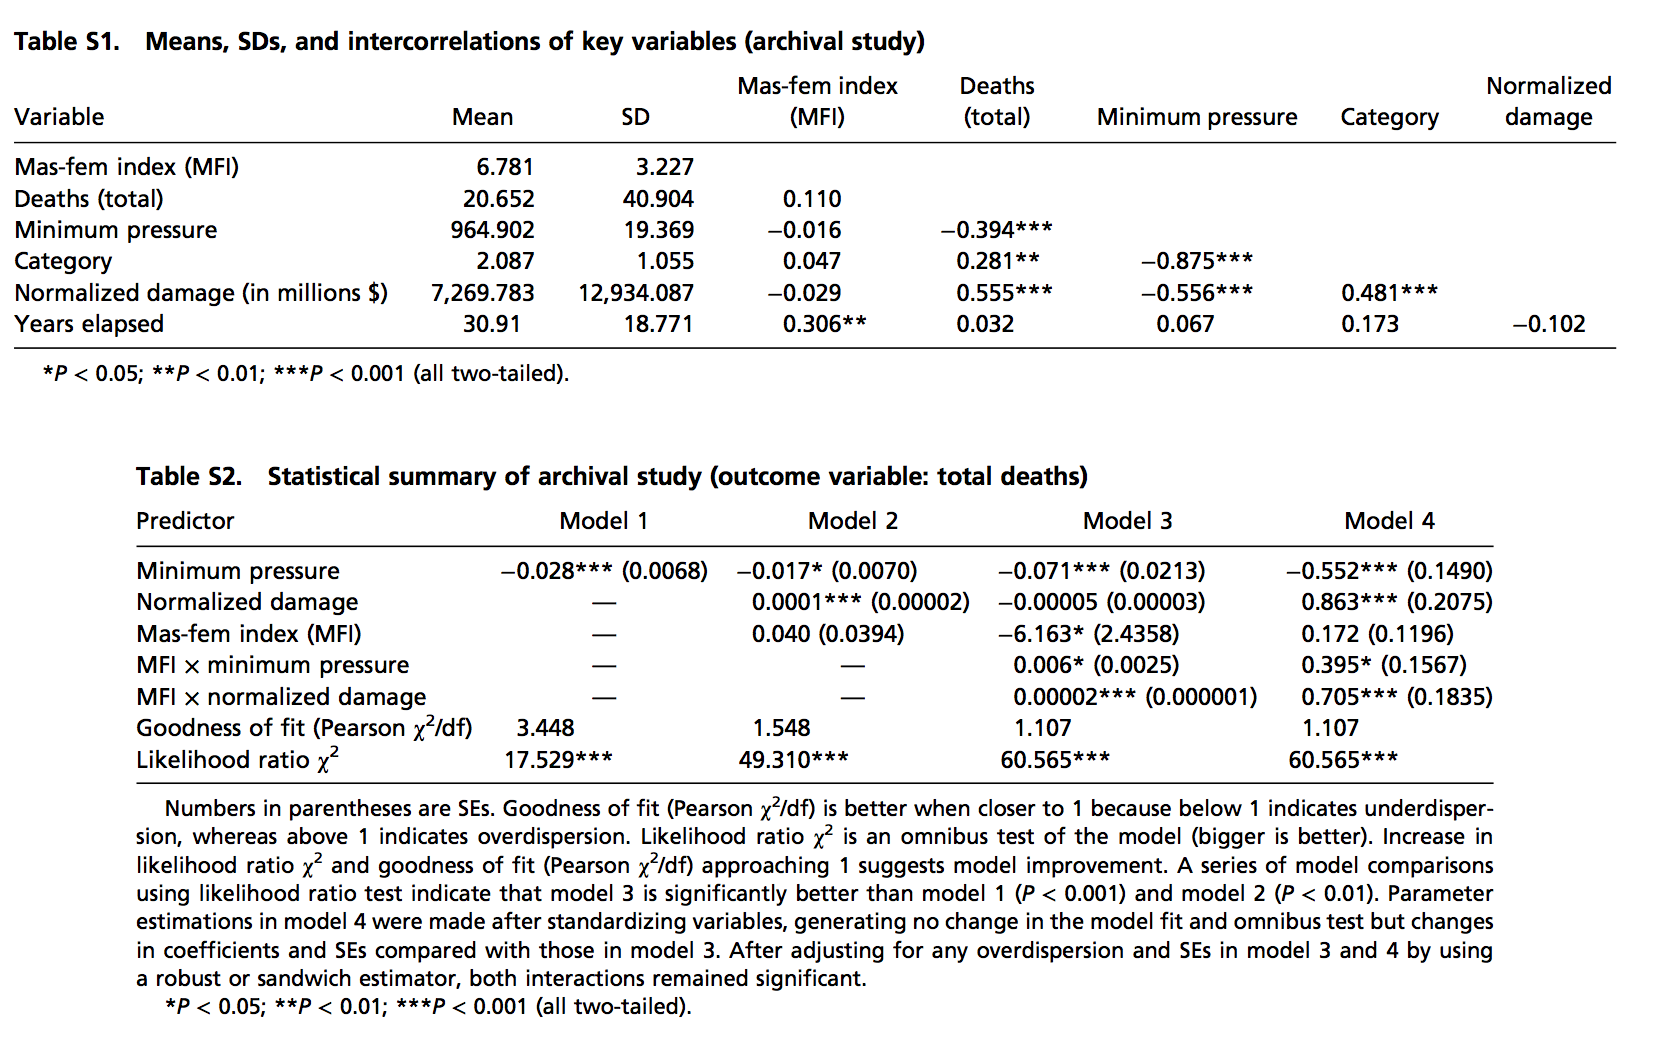 Table S1. Means, SDs, and intercorrelations of key variables (archival study)
Variable Mean SD Mas-fem index (MFI) Deaths (total) Minimum pressure Category Normalized damage
Mas-fem index (MFI) 6.781 3.227
Deaths (total) 20.652 40.904 0.110
Minimum pressure 964.902 19.369 −0.016 −0.394***
Category 2.087 1.055 0.047 0.281** −0.875***
Normalized damage (in millions $) 7,269.783 12,934.087 −0.029 0.555*** −0.556*** 0.481***
Years elapsed 30.91 18.771 0.306** 0.032 0.067 0.173 −0.102
*P < 0.05; **P < 0.01; ***P < 0.001 (all two-tailed).
Table S2. Statistical summary of archival study (outcome variable: total deaths)
Predictor Model 1 Model 2 Model 3 Model 4
Minimum pressure −0.028*** (0.0068) −0.017* (0.0070) −0.071*** (0.0213) −0.552*** (0.1490)
Normalized damage — 0.0001*** (0.00002) −0.00005 (0.00003) 0.863*** (0.2075)
Mas-fem index (MFI) — 0.040 (0.0394) −6.163* (2.4358) 0.172 (0.1196)
MFI × minimum pressure — — 0.006* (0.0025) 0.395* (0.1567)
MFI × normalized damage — — 0.00002*** (0.000001) 0.705*** (0.1835)
Goodness of fit (Pearson χ²/df) 3.448 1.548 1.107 1.107
Likelihood ratio χ² 17.529*** 49.310*** 60.565*** 60.565***
Numbers in parentheses are SEs. Goodness of fit (Pearson χ²/df) is better when closer to 1 because below 1 indicates underdisper-
sion, whereas above 1 indicates overdispersion. Likelihood ratio χ² is an omnibus test of the model (bigger is better). Increase in
likelihood ratio χ² and goodness of fit (Pearson χ²/df) approaching 1 suggests model improvement. A series of model comparisons
using likelihood ratio test indicate that model 3 is significantly better than model 1 (P < 0.001) and model 2 (P < 0.01). Parameter
estimations in model 4 were made after standardizing variables, generating no change in the model fit and omnibus test but changes
in coefficients and SEs compared with those in model 3. After adjusting for any overdispersion and SEs in model 3 and 4 by using
a robust or sandwich estimator, both interactions remained significant.
*P < 0.05; **P < 0.01; ***P < 0.001 (all two-tailed).